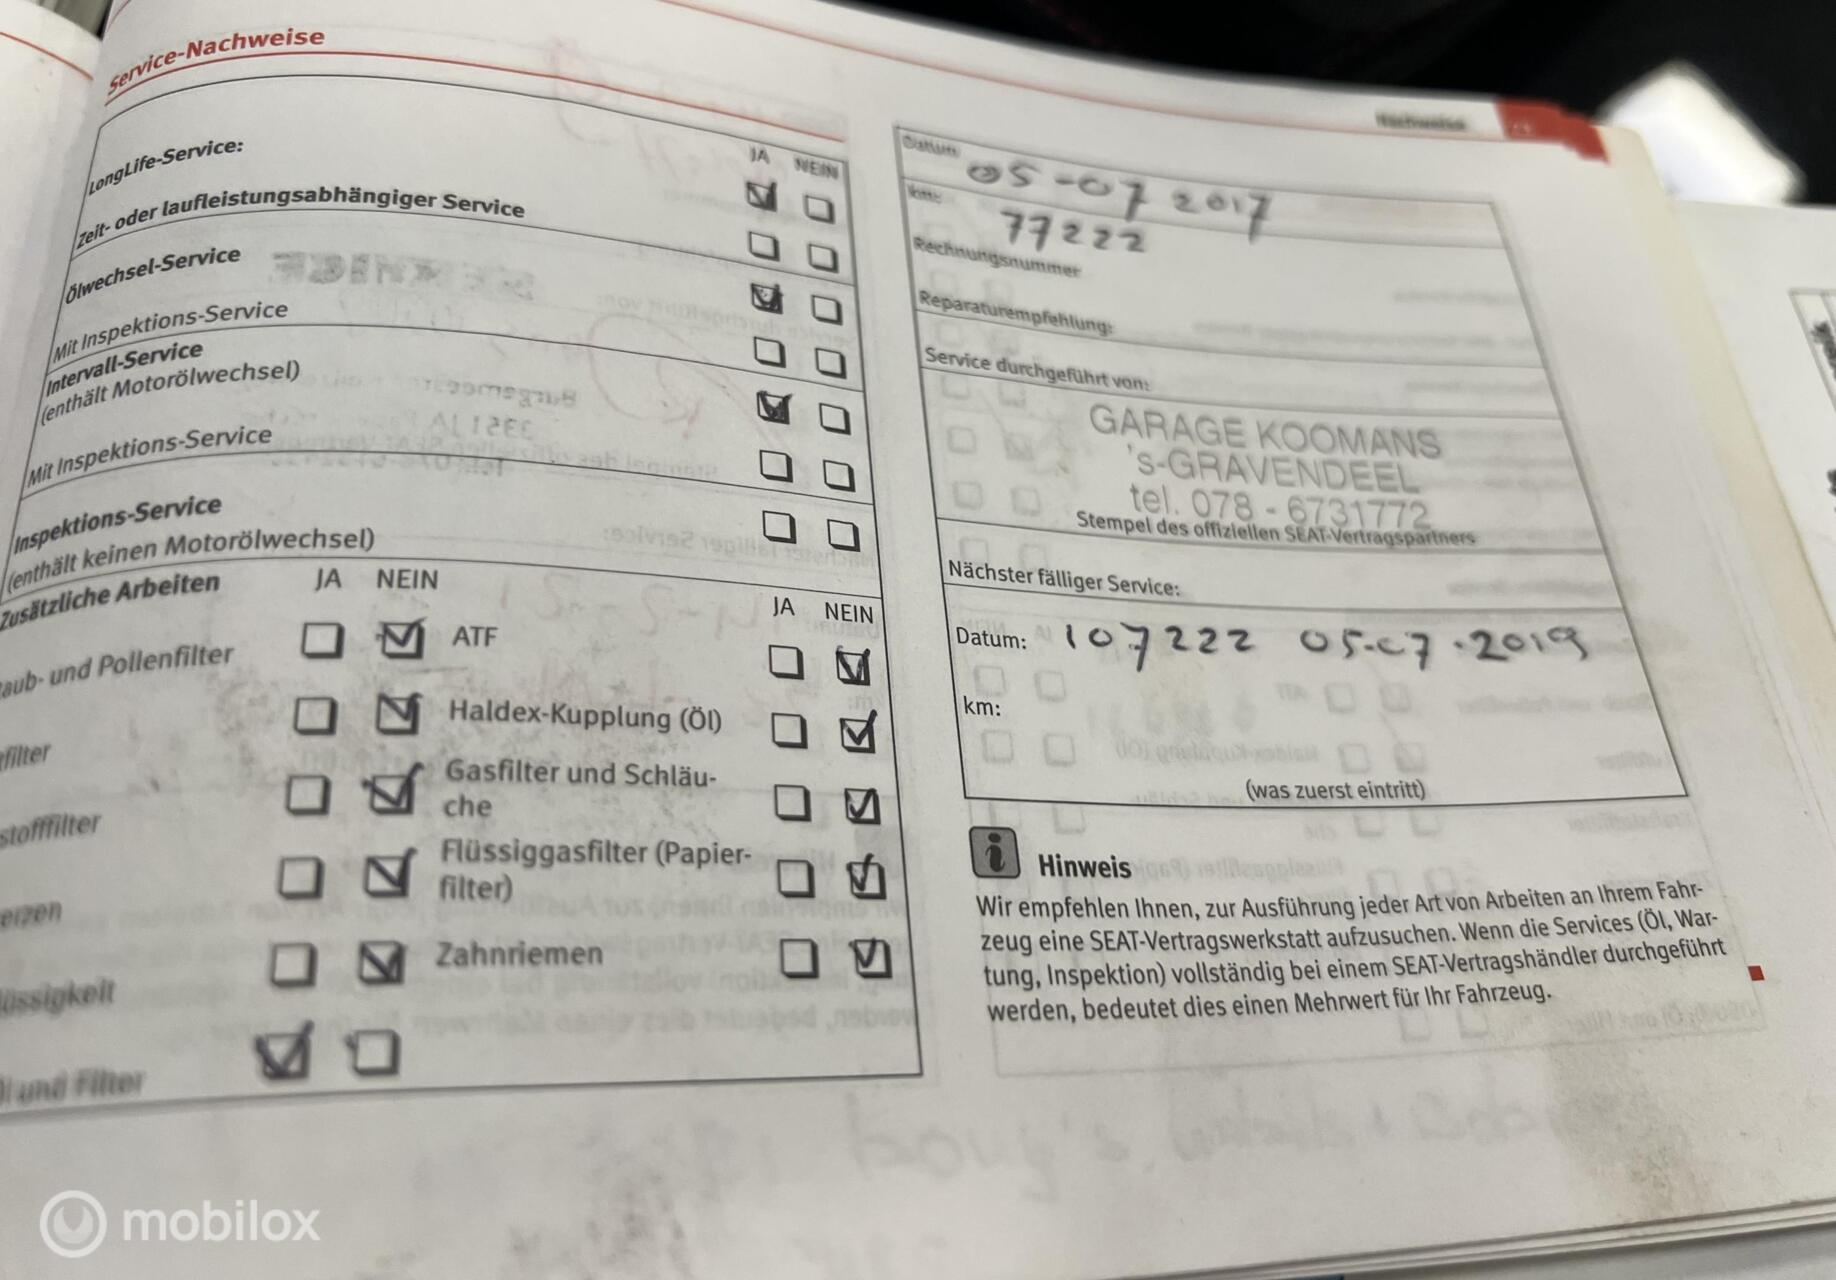 Service-Nachweise
JA NEIN
LongLife-Service:
Zeit- oder laufleistungsabhängiger Service
Ölwechsel-Service
Mit Inspektions-Service
Intervall-Service
(enthält Motorölwechsel)
Mit Inspektions-Service
Inspektions-Service
(enthält keinen Motorölwechsel)
Zusätzliche Arbeiten JA NEIN JA NEIN
aub- und Pollenfilter ATF
filter Haldex-Kupplung (Öl)
stofffilter Gasfilter und Schläu-
che
erzen Flüssiggasfilter (Papier-
filter)
üssigkeit Zahnriemen
l und Filter
Nachweise
Datum: 05-07 2017
km: 77222
Rechnungsnummer
Reparaturempfehlung:
Service durchgeführt von:
GARAGE KOOMANS
's-GRAVENDEEL
tel. 078 - 6731772
Stempel des offiziellen SEAT-Vertragspartners
Nächster fälliger Service:
Datum: 107222 05-07-2019
km:
(was zuerst eintritt)
Hinweis
Wir empfehlen Ihnen, zur Ausführung jeder Art von Arbeiten an Ihrem Fahr-
zeug eine SEAT-Vertragswerkstatt aufzusuchen. Wenn die Services (Öl, War-
tung, Inspektion) vollständig bei einem SEAT-Vertragshändler durchgeführt
werden, bedeutet dies einen Mehrwert für Ihr Fahrzeug.
mobilox